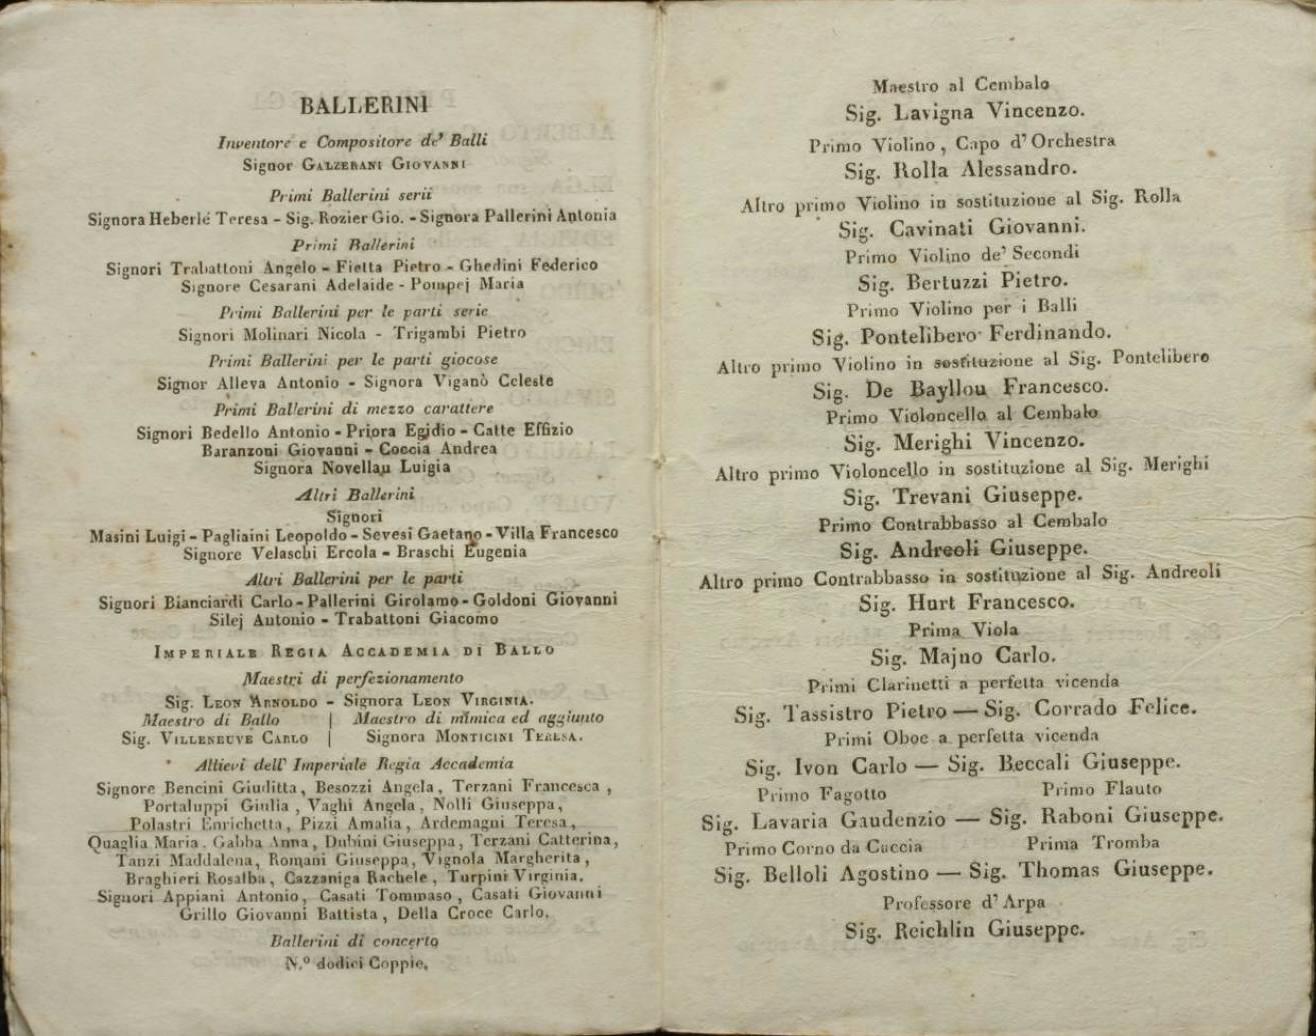 BALLERINI
Inventore e Compositore de' Balli
Signor GALZERANI GIOVANNI
Primi Ballerini serii
Signora Heberlé Teresa - Sig. Rozier Gio. - Signora Pallerini Antonia
Primi Ballerini
Signori Trabattoni Angelo - Fietta Pietro - Ghedini Federico
Signore Cesarani Adelaide - Pompej Maria
Primi Ballerini per le parti serie
Signori Molinari Nicola - Trigambi Pietro
Primi Ballerini per le parti giocose
Signor Alleva Antonio - Signora Viganò Celeste
Primi Ballerini di mezzo carattere
Signori Bedello Antonio - Priora Egidio - Catte Effizio
Baranzoni Giovanni - Coccia Andrea
Signora Novellau Luigia
Altri Ballerini
Signori
Masini Luigi - Pagliaini Leopoldo - Sevesi Gaetano - Villa Francesco
Signore Velaschi Ercola - Braschi Eugenia
Altri Ballerini per le parti
Signori Bianciardi Carlo - Pallerini Girolamo - Goldoni Giovanni
Silej Antonio - Trabattoni Giacomo
IMPERIALE REGIA ACCADEMIA DI BALLO
Maestri di perfezionamento
Sig. LEON ARNOLDO - Signora LEON VIRGINIA.
Maestro di Ballo | Maestro di mimica ed aggiunto
Sig. VILLENEUVE CARLO | Signora MONTICINI TERESA.
Allievi dell' Imperiale Regia Accademia
Signore Bencini Giuditta, Besozzi Angela, Terzani Francesca,
Portaluppi Giulia, Vaghi Angela, Nolli Giuseppa,
Polastri Enrichetta, Pizzi Amalia, Ardemagni Teresa,
Quaglia Maria. Gabba Anna, Dubini Giuseppa, Terzani Catterina,
Tanzi Maddalena, Romani Giuseppa, Vignola Margherita,
Braghieri Rosalba, Cazzaniga Rachele, Turpini Virginia.
Signori Appiani Antonio, Casati Tommaso, Casati Giovanni
Grillo Giovanni Battista, Della Croce Carlo.
Ballerini di concerto
N.º dodici Coppie.
Maestro al Cembalo
Sig. Lavigna Vincenzo.
Primo Violino, Capo d' Orchestra
Sig. Rolla Alessandro.
Altro primo Violino in sostituzione al Sig. Rolla
Sig. Cavinati Giovanni.
Primo Violino de' Secondi
Sig. Bertuzzi Pietro.
Primo Violino per i Balli
Sig. Pontelibero Ferdinando.
Altro primo Violino in sostituzione al Sig. Pontelibero
Sig. De Bayllou Francesco.
Primo Violoncello al Cembalo
Sig. Merighi Vincenzo.
Altro primo Violoncello in sostituzione al Sig. Merighi
Sig. Trevani Giuseppe.
Primo Contrabbasso al Cembalo
Sig. Andreoli Giuseppe.
Altro primo Contrabbasso in sostituzione al Sig. Andreoli
Sig. Hurt Francesco.
Prima Viola
Sig. Majno Carlo.
Primi Clarinetti a perfetta vicenda
Sig. Tassistro Pietro — Sig. Corrado Felice.
Primi Oboe a perfetta vicenda
Sig. Ivon Carlo — Sig. Beccali Giuseppe.
Primo Fagotto Primo Flauto
Sig. Lavaria Gaudenzio — Sig. Raboni Giuseppe.
Primo Corno da Caccia Prima Tromba
Sig. Belloli Agostino — Sig. Thomas Giuseppe.
Professore d' Arpa
Sig. Reichlin Giuseppe.